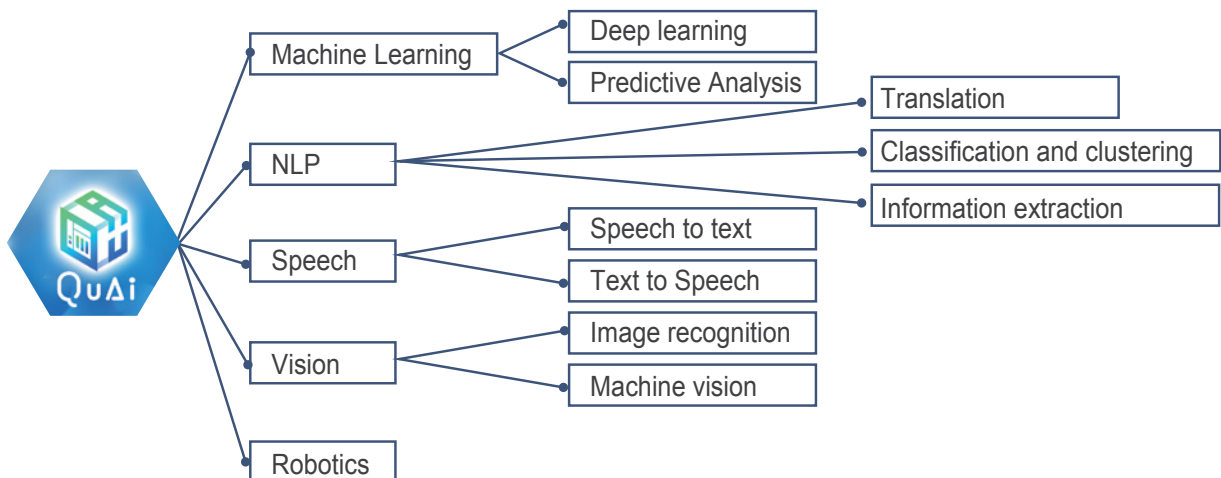 Machine Learning
Deep learning
Predictive Analysis
NLP
Translation
Classification and clustering
Information extraction
QuAi
Speech
Speech to text
Text to Speech
Vision
Image recognition
Machine vision
Robotics